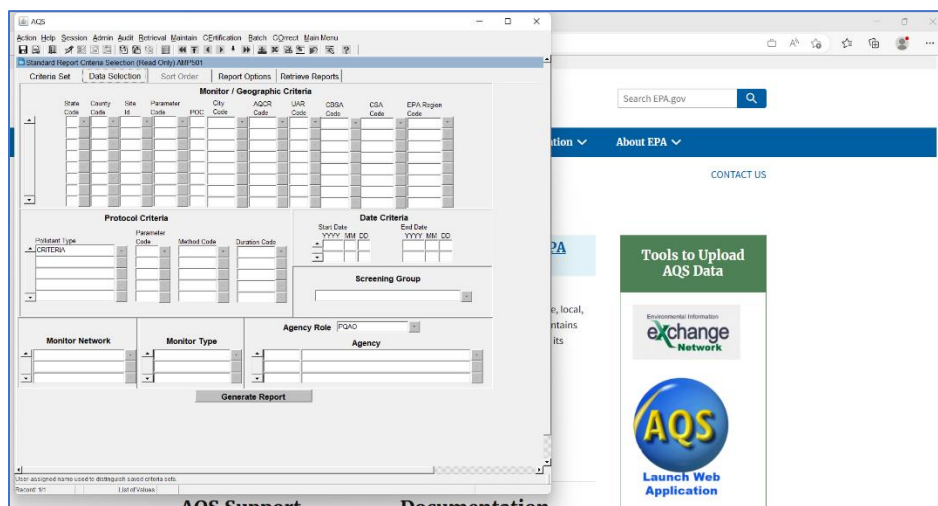 AQS
Action Help Session Admin Audit Retrieval Maintain CErtification Batch COrrect Main Menu
Standard Report Criteria Selection (Read Only) AMP501
Criteria Set Data Selection Sort Order Report Options Retrieve Reports
Monitor / Geographic Criteria
State Code County Code Site Id Parameter Code POC City Code AQCR Code UAR Code CBSA Code CSA Code EPA Region Code
Protocol Criteria
Pollutant Type Parameter Code Method Code Duration Code
CRITERIA
Date Criteria
Start Date End Date
YYYY MM DD YYYY MM DD
Screening Group
Agency Role PQAO
Monitor Network Monitor Type Agency
Generate Report
User-assigned name used to distinguish saved criteria sets.
Record: 1/1 List of Values
Search EPA.gov
ation About EPA
CONTACT US
PA
e, local,
ntains
its
Tools to Upload
AQS Data
Environmental Information
eXchange
Network
AQS
Launch Web
Application
AQS Support Documentation